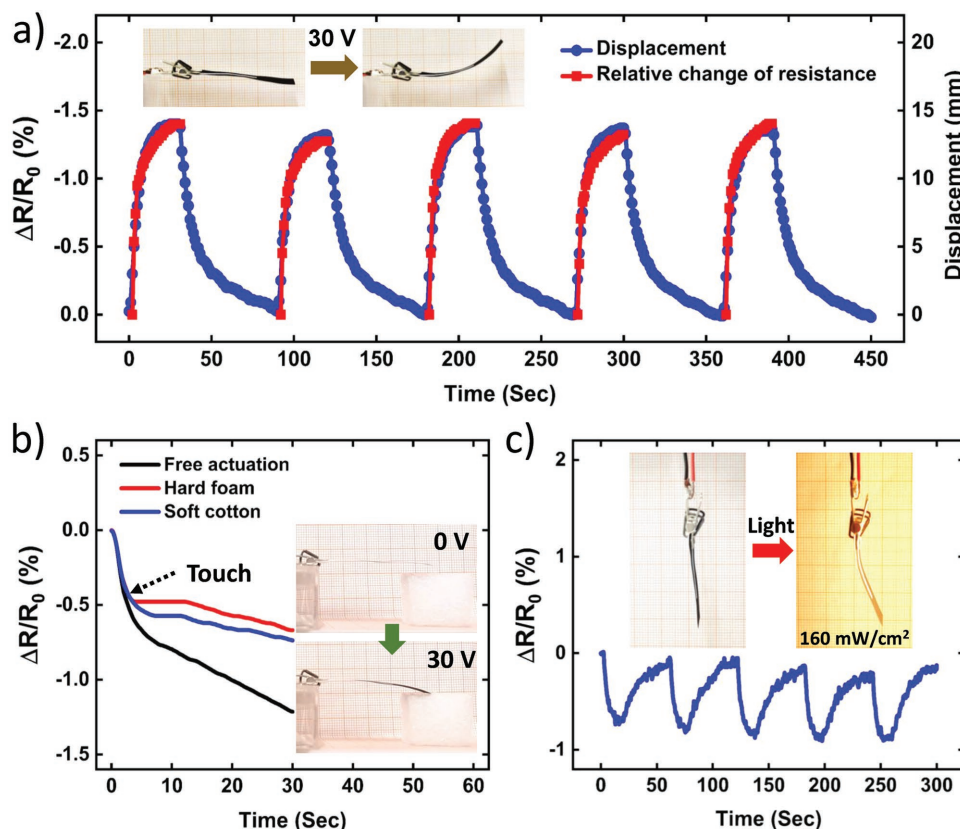 a)
30 V
Displacement
Relative change of resistance
ΔR/R₀ (%)
-2.0
-1.5
-1.0
-0.5
0.0
20
15
10
5
0
Displacement (mm)
0 50 100 150 200 250 300 350 400 450
Time (Sec)
b)
Free actuation
Hard foam
Soft cotton
Touch
0 V
30 V
ΔR/R₀ (%)
0.5
0.0
-0.5
-1.0
-1.5
0 10 20 30 40 50 60
Time (Sec)
c)
Light
160 mW/cm²
ΔR/R₀ (%)
2
1
0
-1
0 50 100 150 200 250 300
Time (Sec)